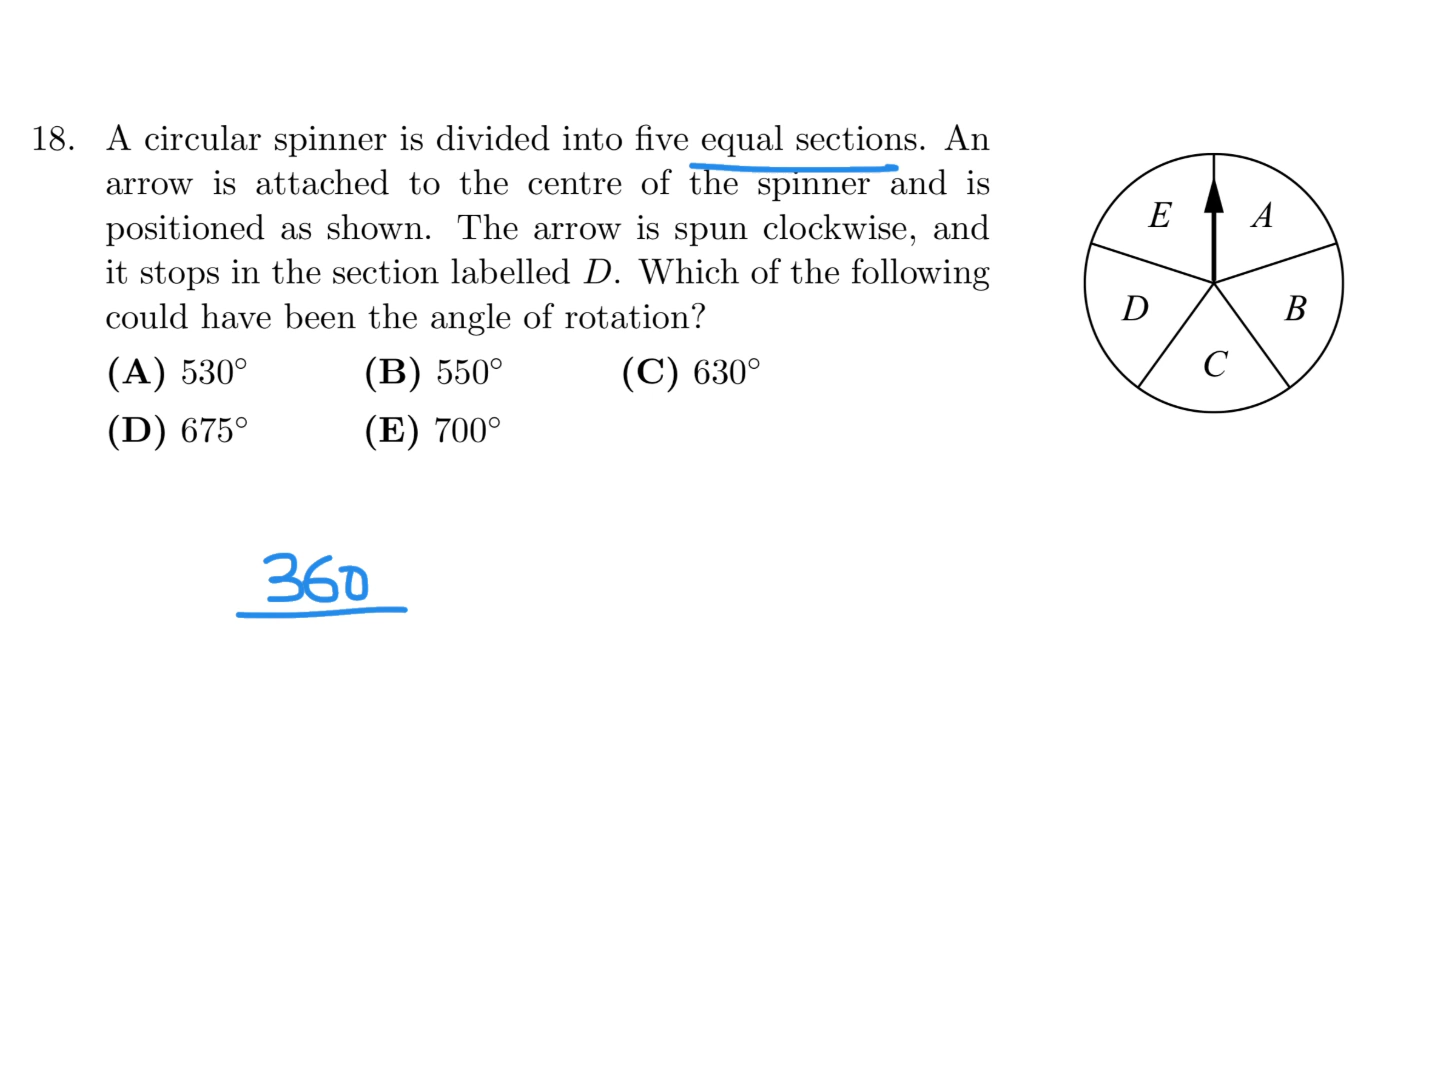 18. A circular spinner is divided into five equal sections. An
arrow is attached to the centre of the spinner and is
positioned as shown. The arrow is spun clockwise, and
it stops in the section labelled D. Which of the following
could have been the angle of rotation?
(A) 530° (B) 550° (C) 630°
(D) 675° (E) 700°
E A
D B
C
360